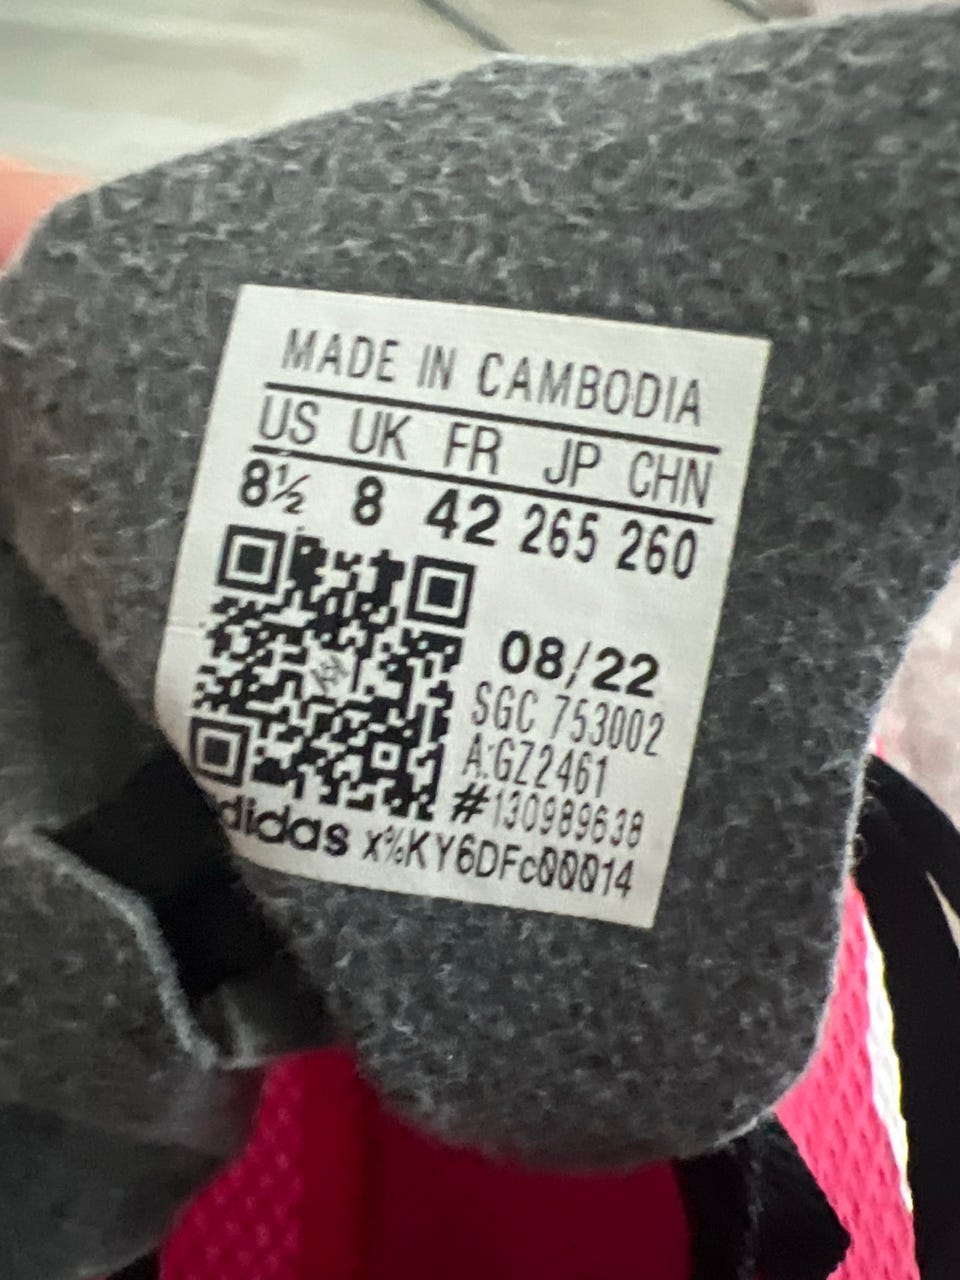 MADE IN CAMBODIA
US UK FR JP CHN
8½ 8 42 265 260
08/22
SGC 753002
A:GZ2461
#130989638
adidas x%KY6DFc00014